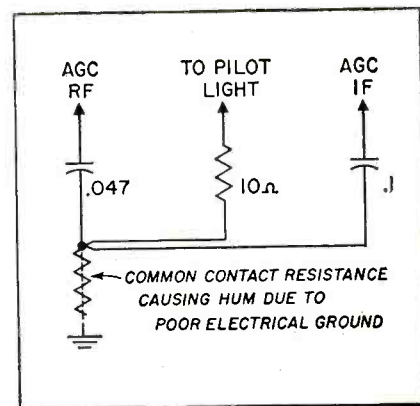 AGC
RF
TO PILOT
LIGHT
AGC
IF
.047
10Ω
.1
COMMON CONTACT RESISTANCE
CAUSING HUM DUE TO
POOR ELECTRICAL GROUND